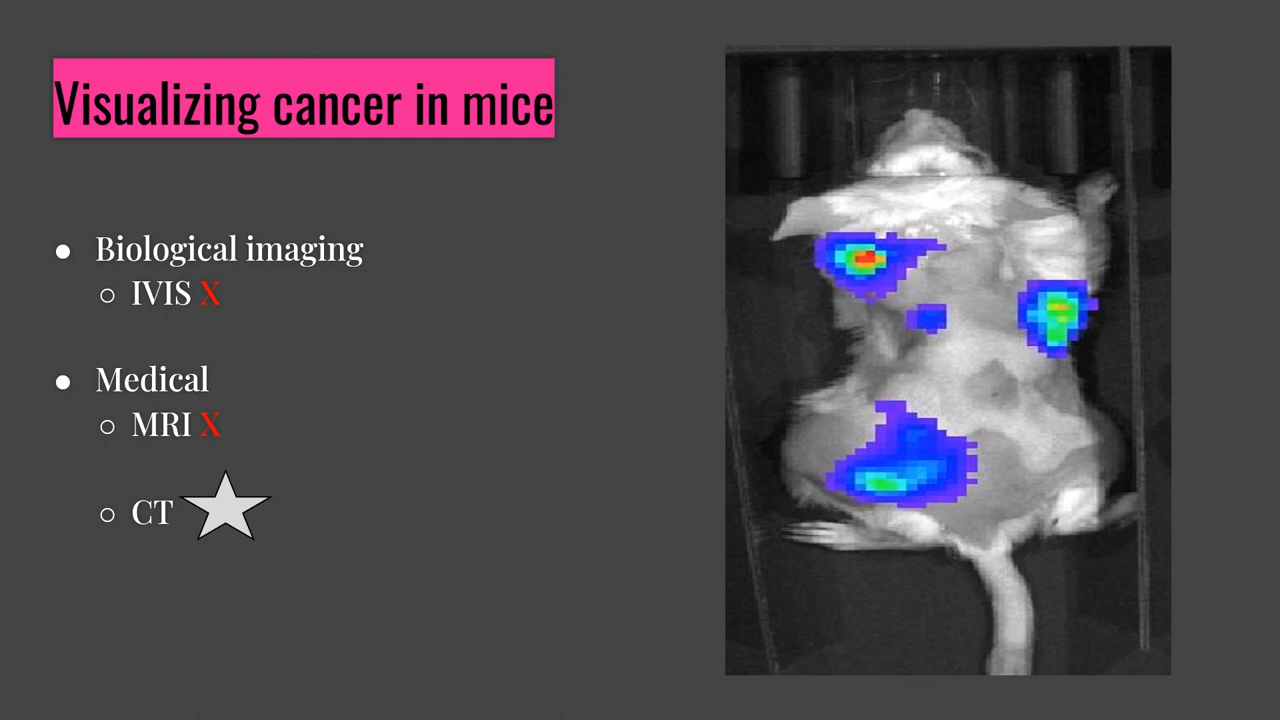 Visualizing cancer in mice
● Biological imaging
○ IVIS X
● Medical
○ MRI X
○ CT